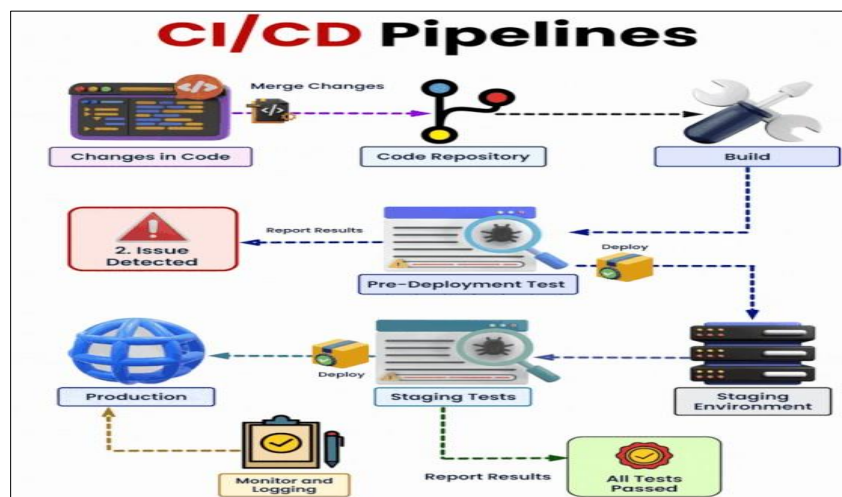 CI/CD Pipelines
Merge Changes
Changes in Code
Code Repository
Build
2. Issue
Detected
Report Results
Pre-Deployment Test
Deploy
Production
Deploy
Staging Tests
Staging
Environment
Monitor and
Logging
Report Results
All Tests
Passed